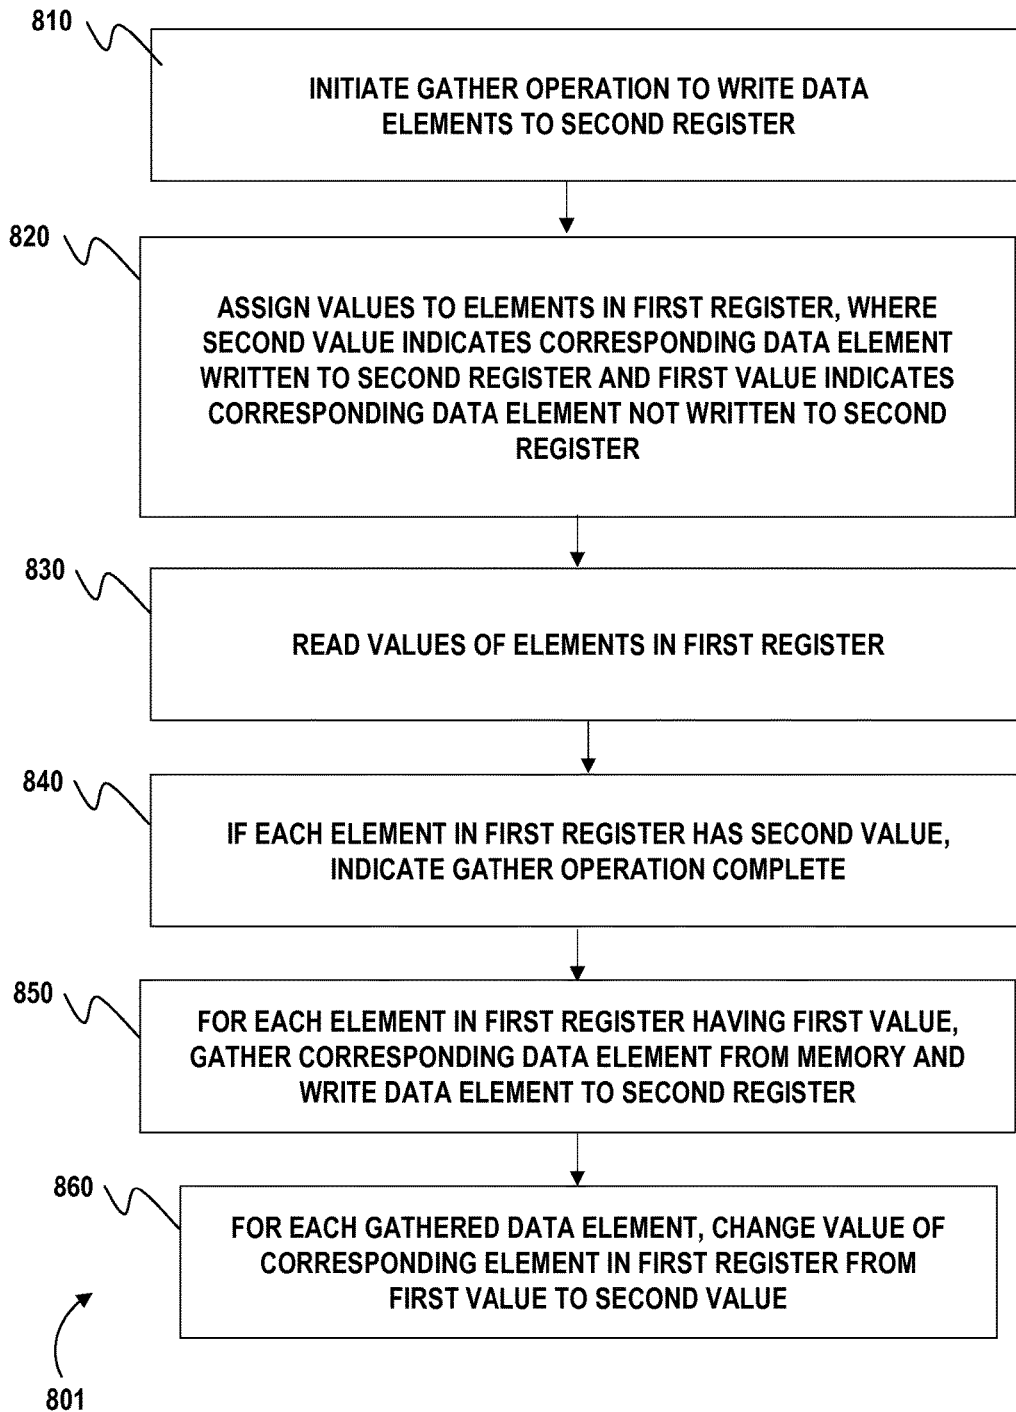 810
INITIATE GATHER OPERATION TO WRITE DATA
ELEMENTS TO SECOND REGISTER
820
ASSIGN VALUES TO ELEMENTS IN FIRST REGISTER, WHERE
SECOND VALUE INDICATES CORRESPONDING DATA ELEMENT
WRITTEN TO SECOND REGISTER AND FIRST VALUE INDICATES
CORRESPONDING DATA ELEMENT NOT WRITTEN TO SECOND
REGISTER
830
READ VALUES OF ELEMENTS IN FIRST REGISTER
840
IF EACH ELEMENT IN FIRST REGISTER HAS SECOND VALUE,
INDICATE GATHER OPERATION COMPLETE
850
FOR EACH ELEMENT IN FIRST REGISTER HAVING FIRST VALUE,
GATHER CORRESPONDING DATA ELEMENT FROM MEMORY AND
WRITE DATA ELEMENT TO SECOND REGISTER
860
FOR EACH GATHERED DATA ELEMENT, CHANGE VALUE OF
CORRESPONDING ELEMENT IN FIRST REGISTER FROM
FIRST VALUE TO SECOND VALUE
801